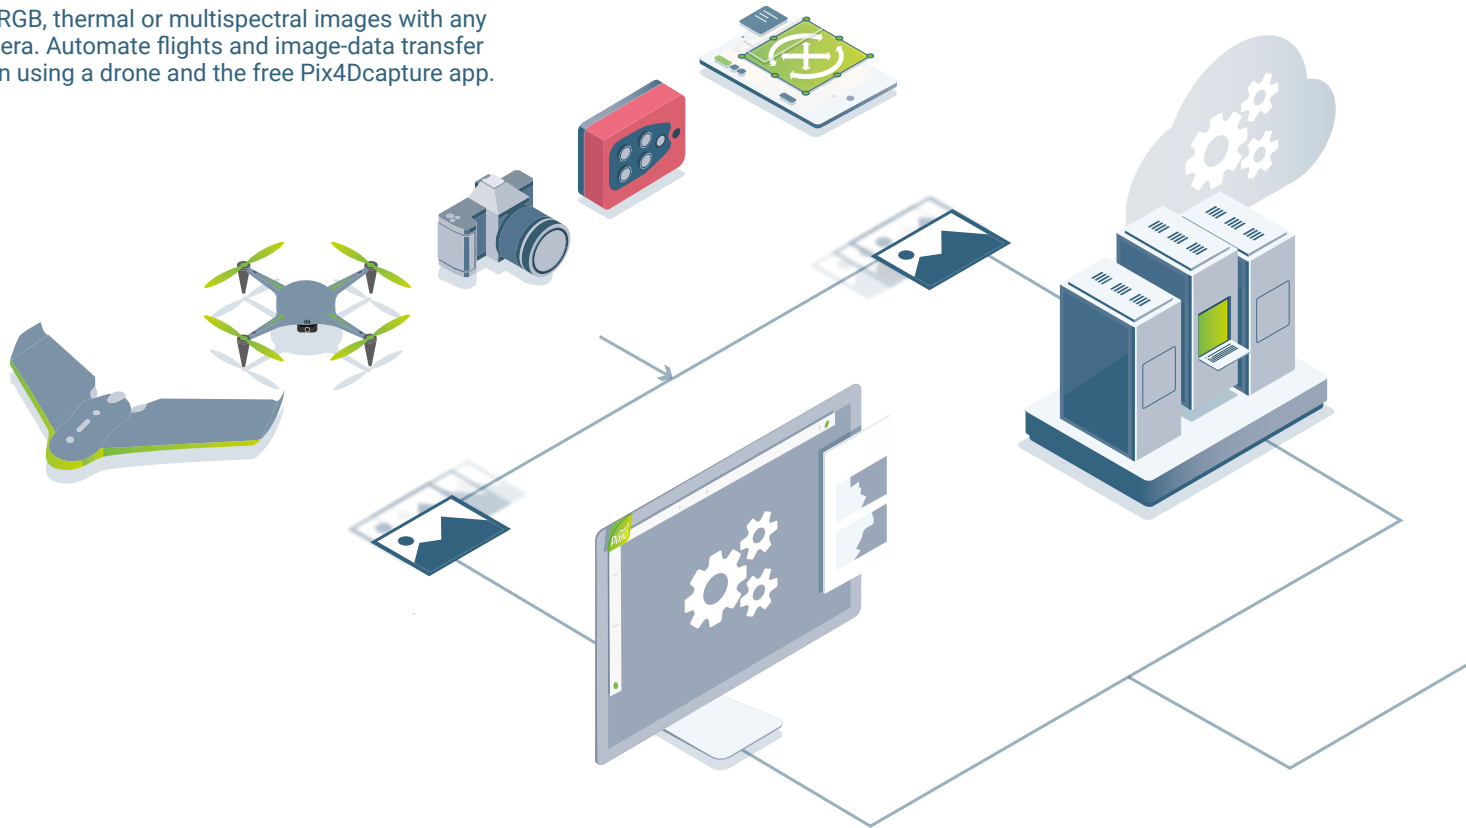 RGB, thermal or multispectral images with any
era. Automate flights and image-data transfer
n using a drone and the free Pix4Dcapture app.
Pix4D